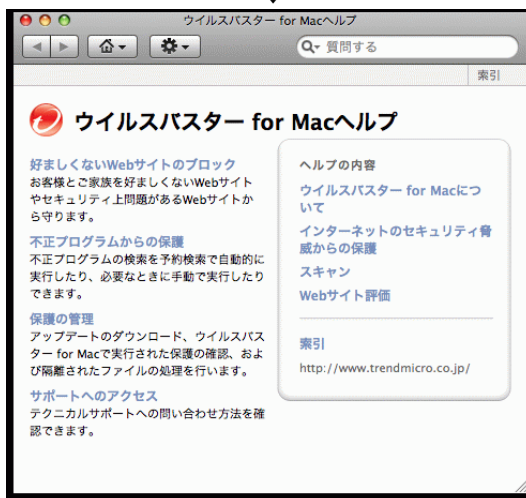 ウイルスバスター for Macヘルプ
質問する
索引
ウイルスバスター for Macヘルプ
好ましくないWebサイトのブロック
お客様とご家族を好ましくないWebサイト
やセキュリティ上問題があるWebサイトか
ら守ります。
不正プログラムからの保護
不正プログラムの検索を予約検索で自動的に
実行したり、必要なときに手動で実行したり
できます。
保護の管理
アップデートのダウンロード、ウイルスバス
ター for Macで実行された保護の確認、およ
び隔離されたファイルの処理を行います。
サポートへのアクセス
テクニカルサポートへの問い合わせ方法を確
認できます。
ヘルプの内容
ウイルスバスター for Macにつ
いて
インターネットのセキュリティ脅
威からの保護
スキャン
Webサイト評価
索引
http://www.trendmicro.co.jp/